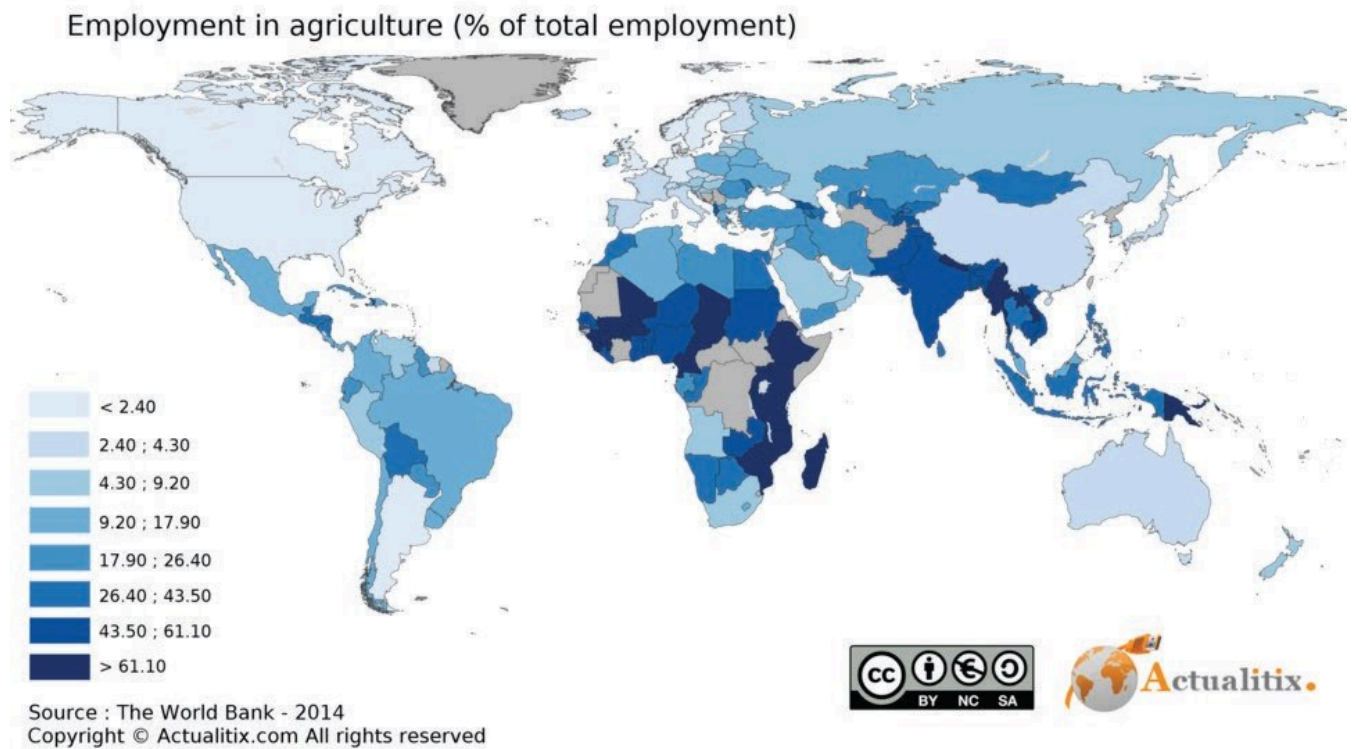 Employment in agriculture (% of total employment)
< 2.40
2.40 ; 4.30
4.30 ; 9.20
9.20 ; 17.90
17.90 ; 26.40
26.40 ; 43.50
43.50 ; 61.10
> 61.10
cc
BY NC SA
Actualitix.
Source : The World Bank - 2014
Copyright © Actualitix.com All rights reserved